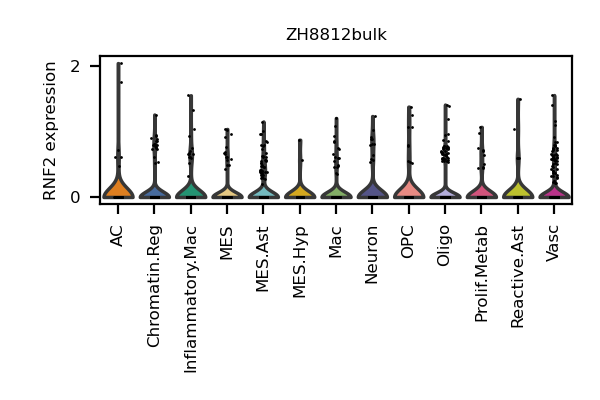 ZH8812bulk
RNF2 expression
2
0
AC
Chromatin.Reg
Inflammatory.Mac
MES
MES.Ast
MES.Hyp
Mac
Neuron
OPC
Oligo
Prolif.Metab
Reactive.Ast
Vasc